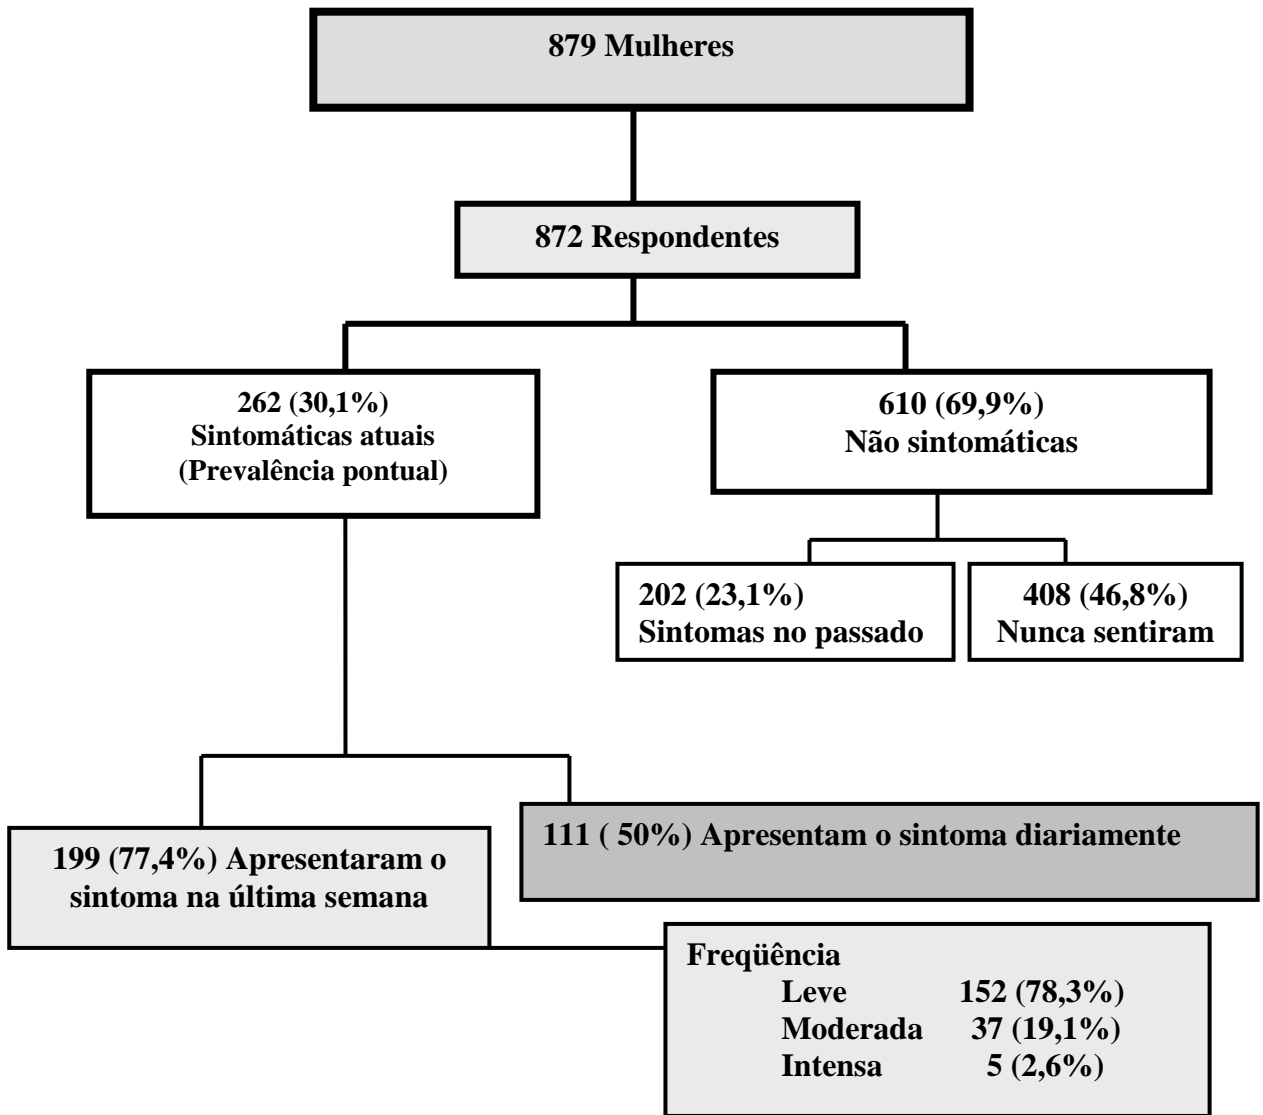 879 Mulheres
872 Respondentes
262 (30,1%)
Sintomáticas atuais
(Prevalência pontual)
610 (69,9%)
Não sintomáticas
202 (23,1%)
Sintomas no passado
408 (46,8%)
Nunca sentiram
199 (77,4%) Apresentaram o
sintoma na última semana
111 ( 50%) Apresentam o sintoma diariamente
Freqüência
Leve 152 (78,3%)
Moderada 37 (19,1%)
Intensa 5 (2,6%)